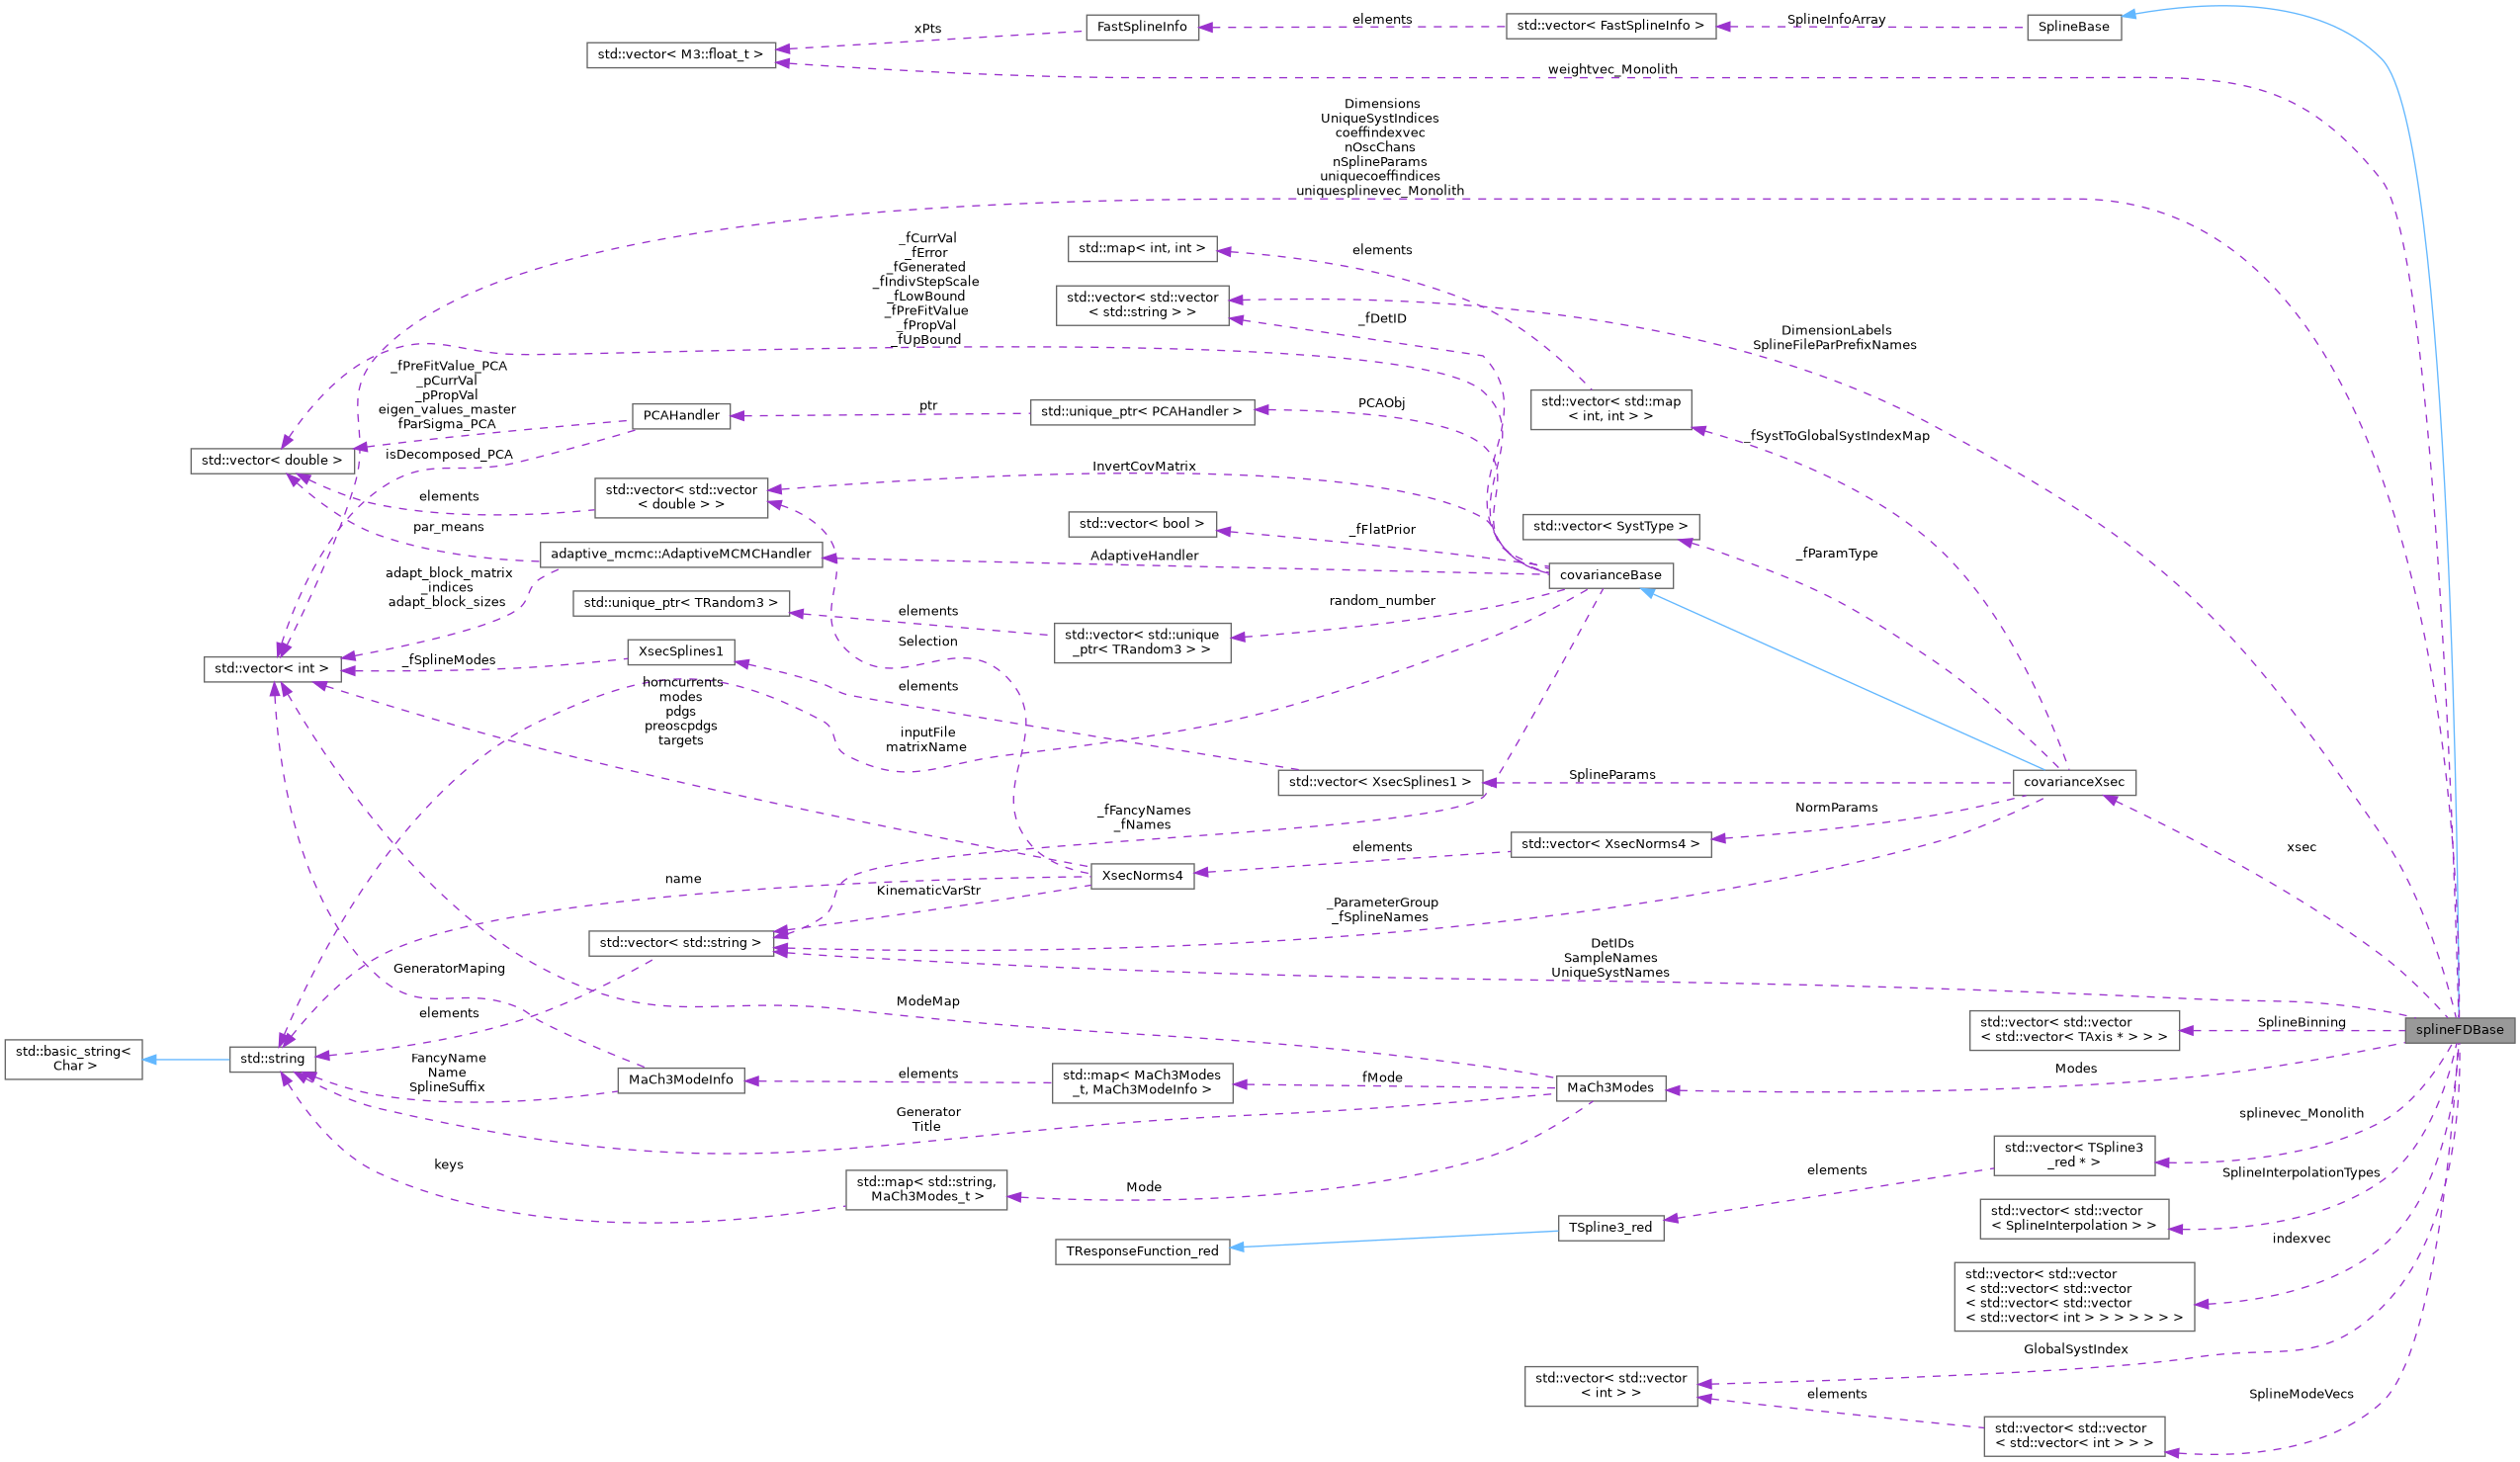 xPts
std::vector< M3::float_t >
FastSplineInfo
elements
std::vector< FastSplineInfo >
SplineInfoArray
SplineBase
weightvec_Monolith
Dimensions
UniqueSystIndices
coeffindexvec
nOscChans
nSplineParams
uniquecoeffindices
uniquesplinevec_Monolith
_fCurrVal
_fError
_fGenerated
_fIndivStepScale
_fLowBound
_fPreFitValue
_fPropVal
_fUpBound
std::map< int, int >
elements
std::vector< std::vector
< std::string > >
_fDetID
DimensionLabels
SplineFileParPrefixNames
_fPreFitValue_PCA
_pCurrVal
_pPropVal
eigen_values_master
fParSigma_PCA
PCAHandler
ptr
std::unique_ptr< PCAHandler >
PCAObj
std::vector< std::map
< int, int > >
_fSystToGlobalSystIndexMap
std::vector< double >
isDecomposed_PCA
InvertCovMatrix
elements
std::vector< std::vector
< double > >
par_means
std::vector< bool >
_fFlatPrior
std::vector< SystType >
_fParamType
adaptive_mcmc::AdaptiveMCMCHandler
AdaptiveHandler
covarianceBase
adapt_block_matrix
_indices
adapt_block_sizes
std::unique_ptr< TRandom3 >
elements
random_number
std::vector< std::unique
_ptr< TRandom3 > >
Selection
std::vector< int >
_fSplineModes
XsecSplines1
elements
horncurrents
modes
pdgs
preoscpdgs
targets
inputFile
matrixName
std::vector< XsecSplines1 >
SplineParams
covarianceXsec
_fFancyNames
_fNames
NormParams
elements
std::vector< XsecNorms4 >
xsec
name
KinematicVarStr
XsecNorms4
_ParameterGroup
_fSplineNames
std::vector< std::string >
DetIDs
SampleNames
UniqueSystNames
GeneratorMaping
ModeMap
elements
std::vector< std::vector
< std::vector< TAxis * > > >
SplineBinning
splineFDBase
std::basic_string<
Char >
std::string
FancyName
Name
SplineSuffix
MaCh3ModeInfo
elements
std::map< MaCh3Modes
_t, MaCh3ModeInfo >
fMode
MaCh3Modes
Modes
Generator
Title
splinevec_Monolith
std::vector< TSpline3
_red * >
keys
std::map< std::string,
MaCh3Modes_t >
Mode
elements
SplineInterpolationTypes
TSpline3_red
std::vector< std::vector
< SplineInterpolation > >
TResponseFunction_red
indexvec
std::vector< std::vector
< std::vector< std::vector
< std::vector< std::vector
< std::vector< int > > > > > > >
GlobalSystIndex
std::vector< std::vector
< int > >
elements
SplineModeVecs
std::vector< std::vector
< std::vector< int > > >